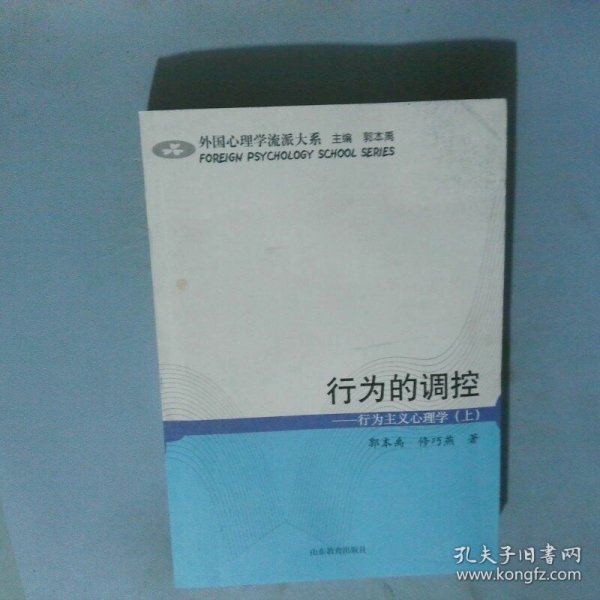 外国心理学流派大系 主编 郭本禹
FOREIGN PSYCHOLOGY SCHOOL SERIES
行为的调控
——行为主义心理学（上）
郭本禹 修巧燕 著
山东教育出版社
孔夫子旧书网
www.kongfz.com